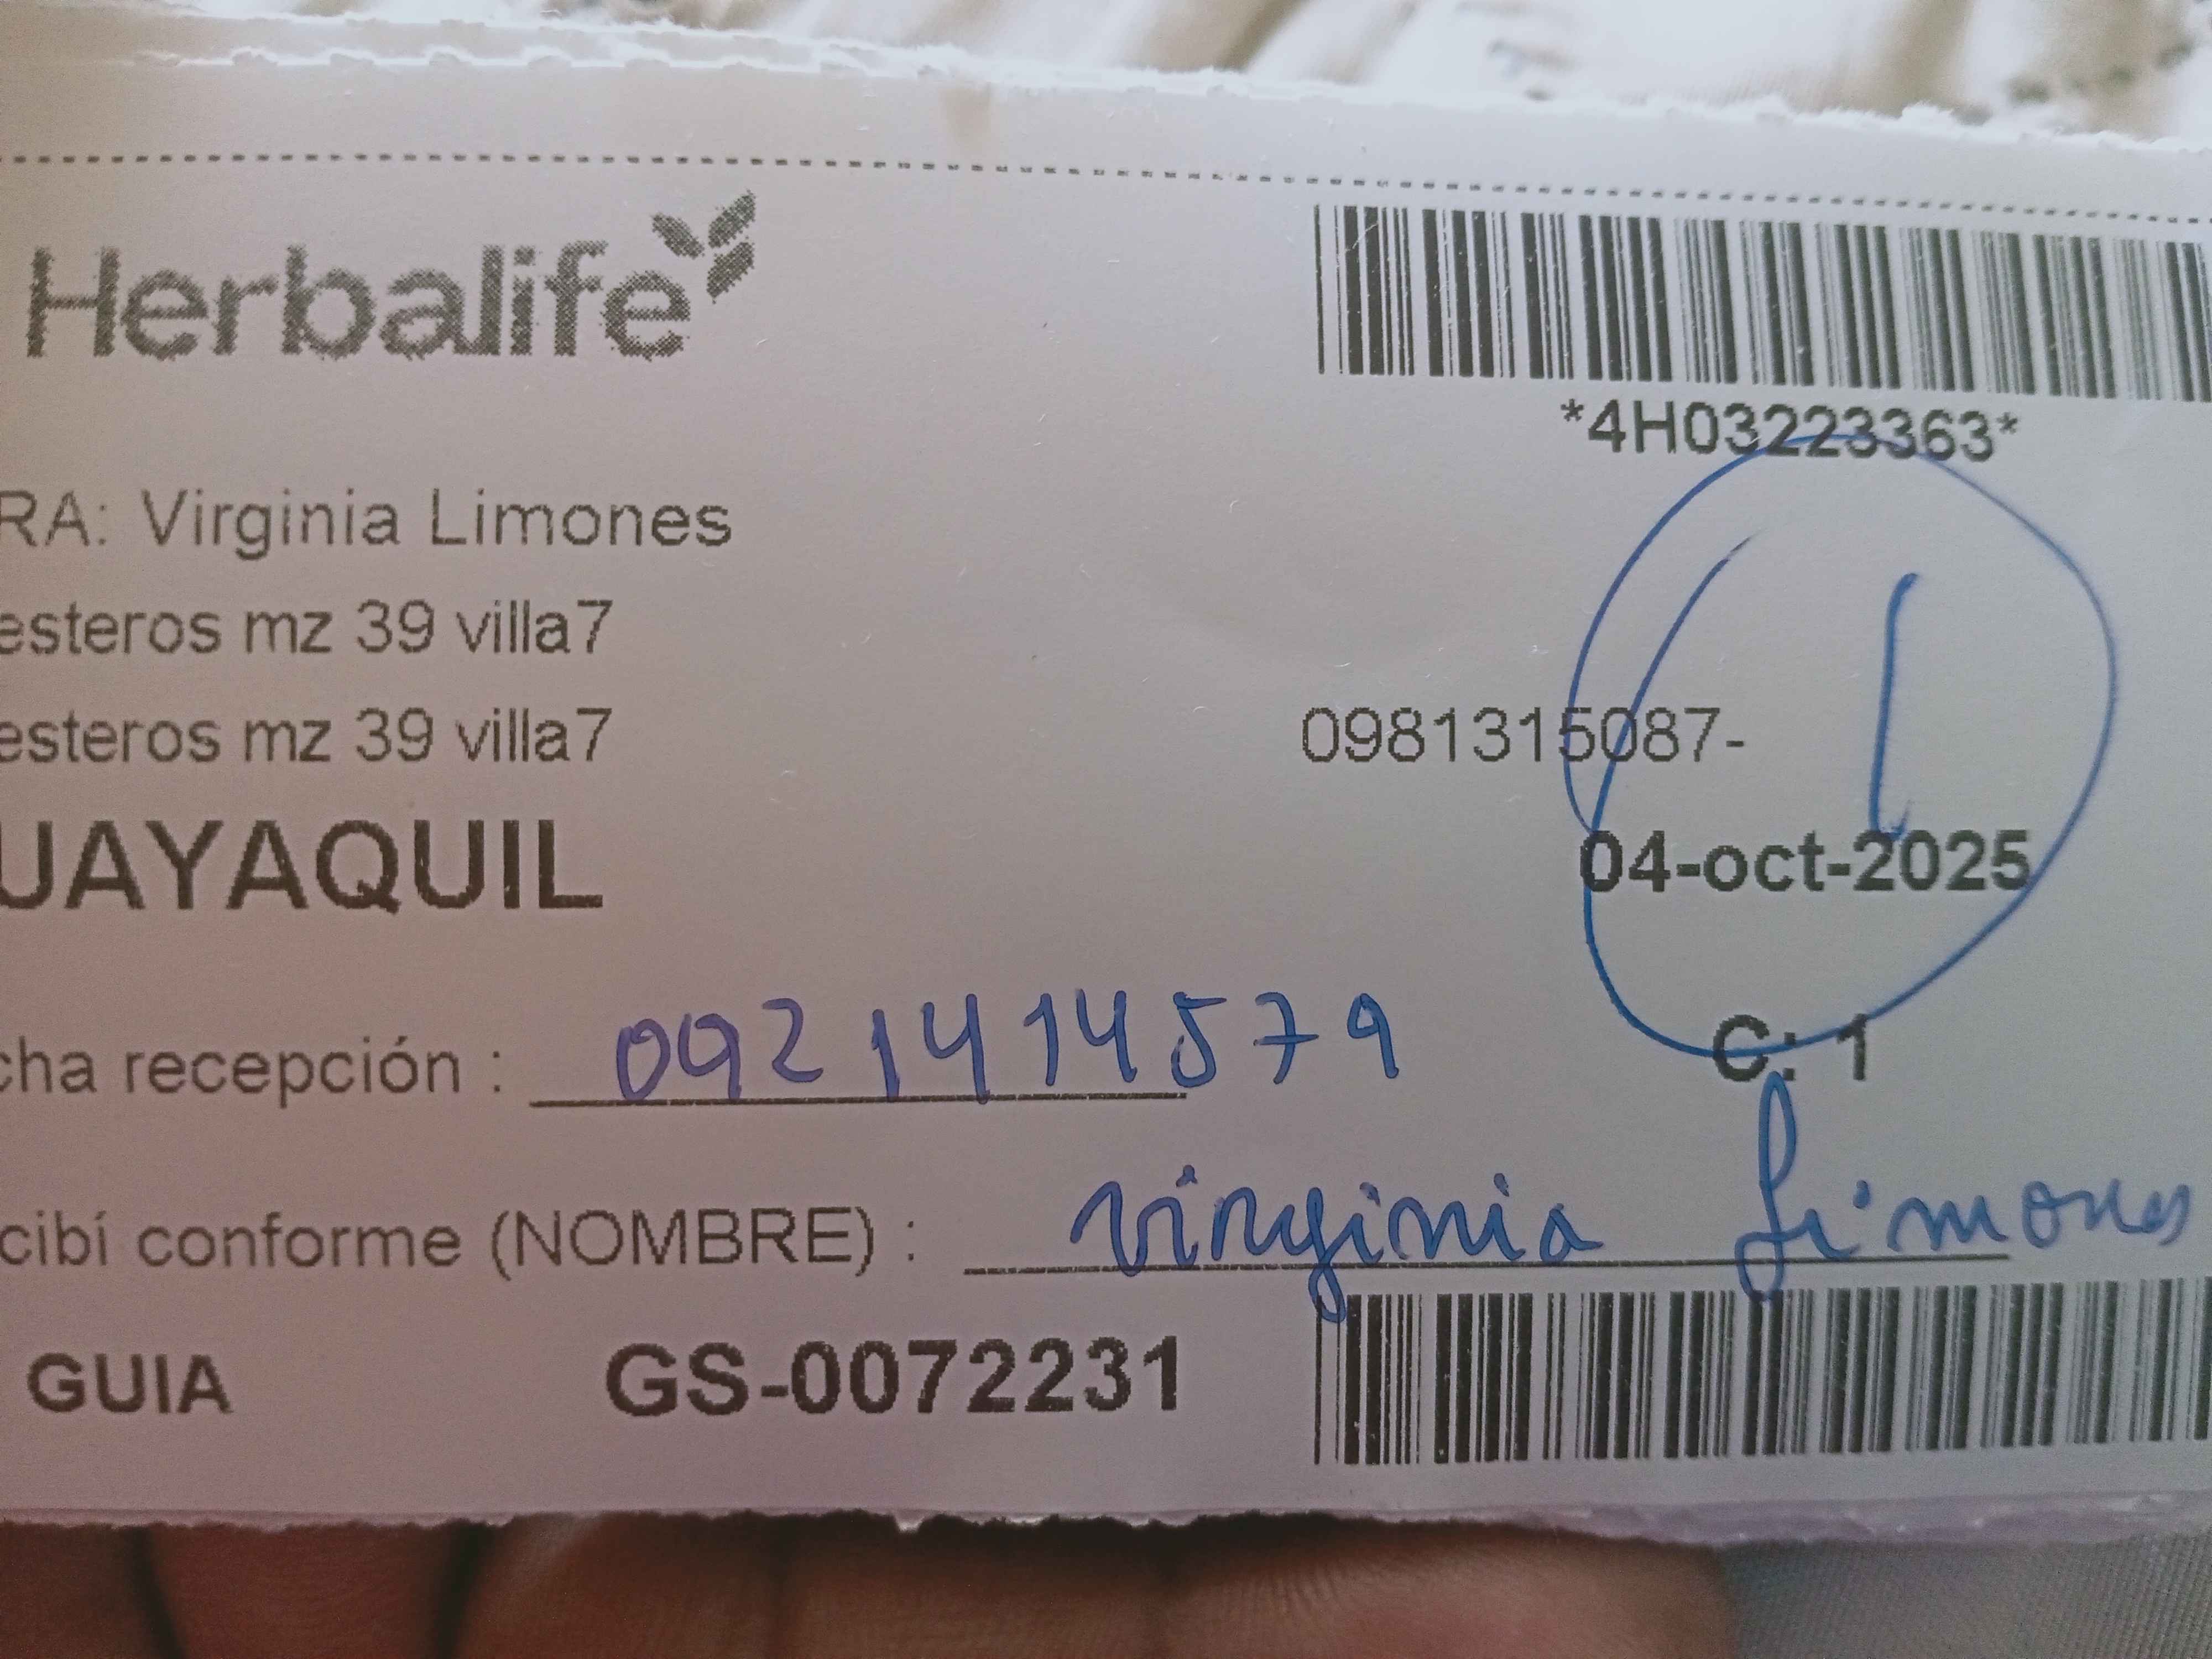 Herbalife
*4H03223363*
RA: Virginia Limones
esteros mz 39 villa7
esteros mz 39 villa7 0981315087-
UAYAQUIL 04-oct-2025
cha recepción : 0921414579 C: 1
cibí conforme (NOMBRE) : virginia Limones
GUIA GS-0072231